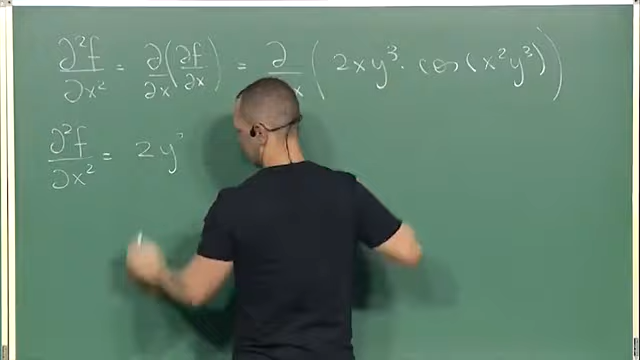 ∂²f/∂x² = ∂/∂x (∂f/∂x) = ∂/∂x ( 2xy³ · cos(x²y³) )
∂²f/∂x² = 2y³